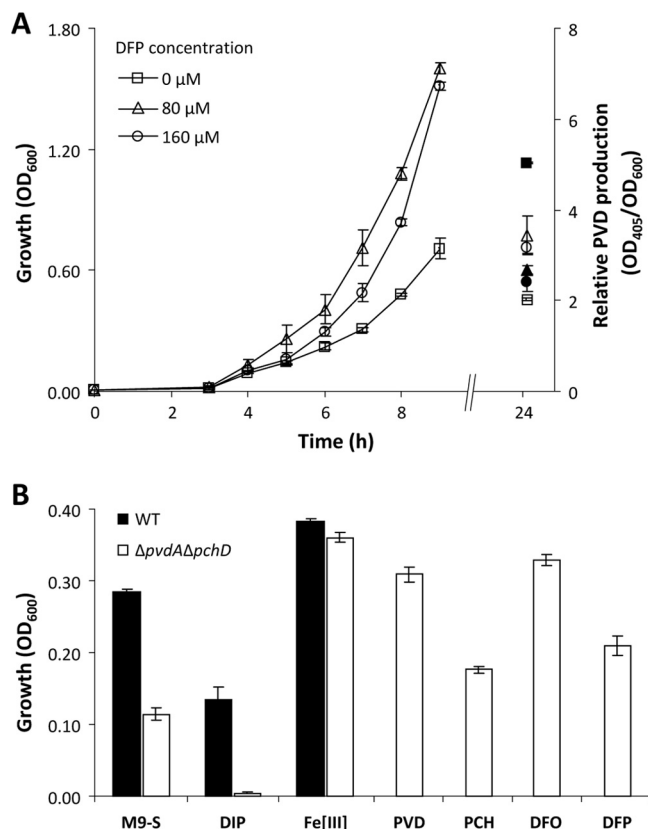 A
DFP concentration
0 µM
80 µM
160 µM
1.80
1.20
0.60
0.00
Growth (OD600)
8
6
4
2
0
Relative PVD production
(OD405/OD600)
0 2 4 6 8 24
Time (h)
B
WT
ΔpvdAΔpchD
0.40
0.30
0.20
0.10
0.00
Growth (OD600)
M9-S DIP Fe[III] PVD PCH DFO DFP